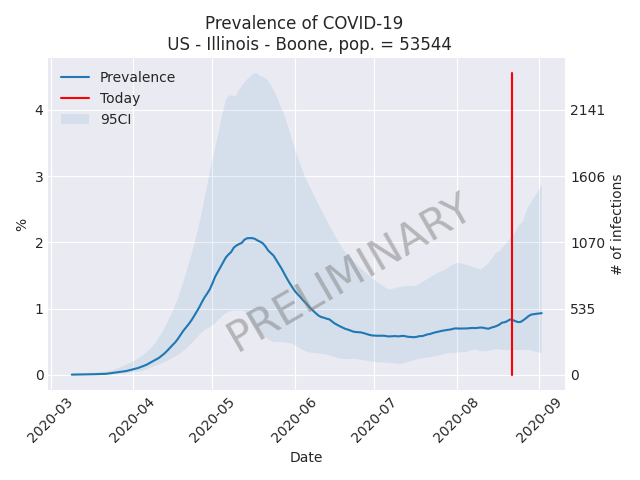 Prevalence of COVID-19
US - Illinois - Boone, pop. = 53544
Prevalence
Today
95CI
PRELIMINARY
%
4
3
2
1
0
2141
1606
1070
535
0
# of infections
2020-03
2020-04
2020-05
2020-06
2020-07
2020-08
2020-09
Date